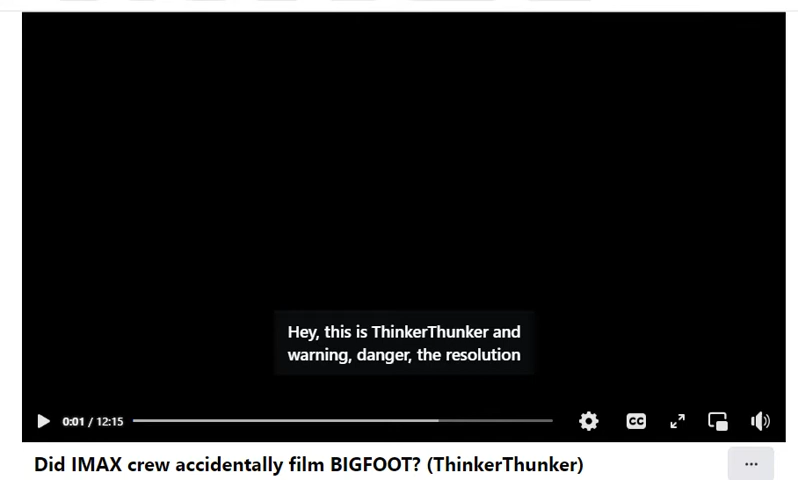 Hey, this is ThinkerThunker and
warning, danger, the resolution
0:01 / 12:15
CC
Did IMAX crew accidentally film BIGFOOT? (ThinkerThunker)